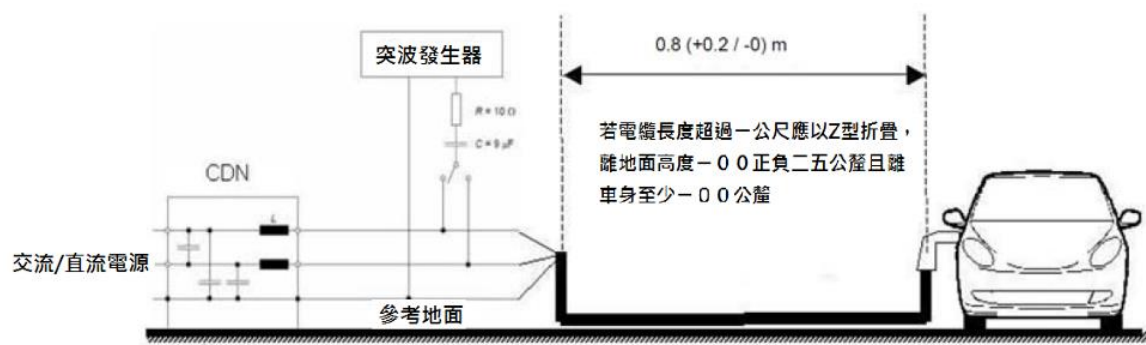 0.8 (+0.2 / -0) m
突波發生器
R = 10 Ω
C = 9 μF
若電纜長度超過一公尺應以Z型折疊，
離地面高度一００正負二五公釐且離
車身至少一００公釐
CDN
L
交流/直流電源
參考地面